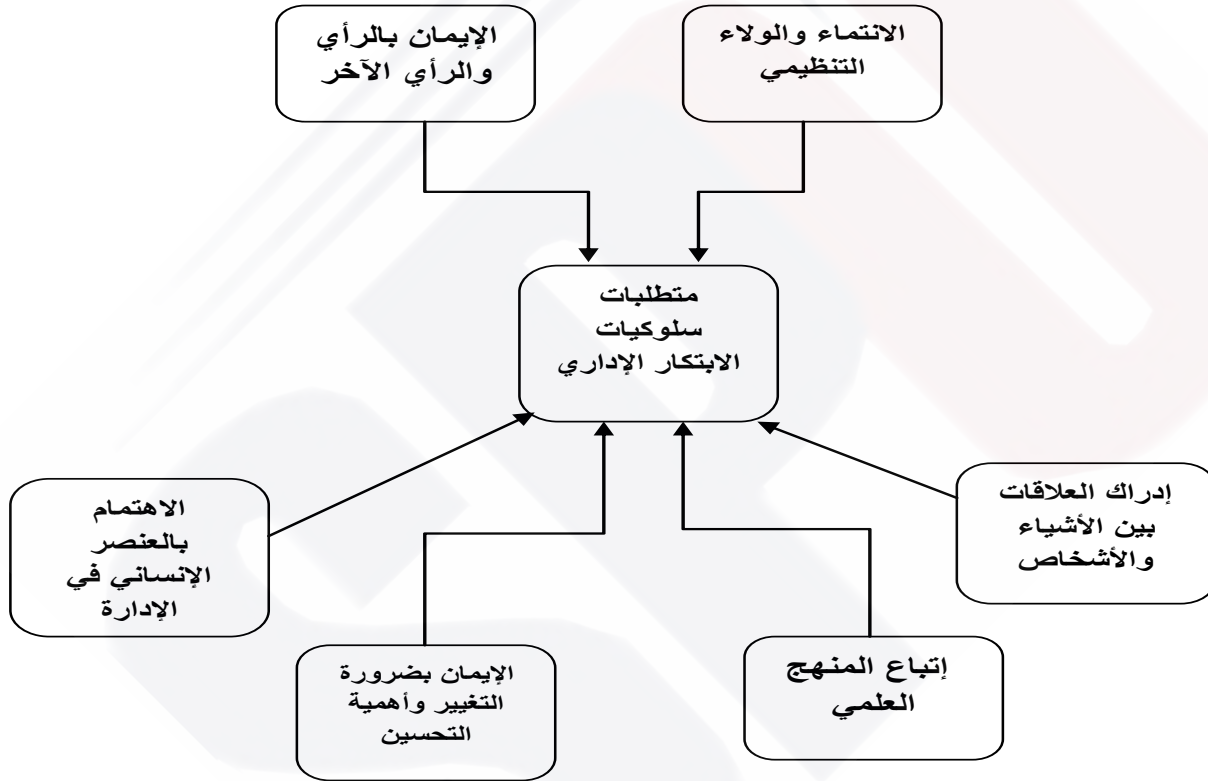 الانتماء والولاء
التنظيمي
الإيمان بالرأي
والرأي الآخر
متطلبات
سلوكيات
الابتكار الإداري
إدراك العلاقات
بين الأشياء
والأشخاص
الاهتمام
بالعنصر
الإنساني في
الإدارة
إتباع المنهج
العلمي
الإيمان بضرورة
التغيير وأهمية
التحسين